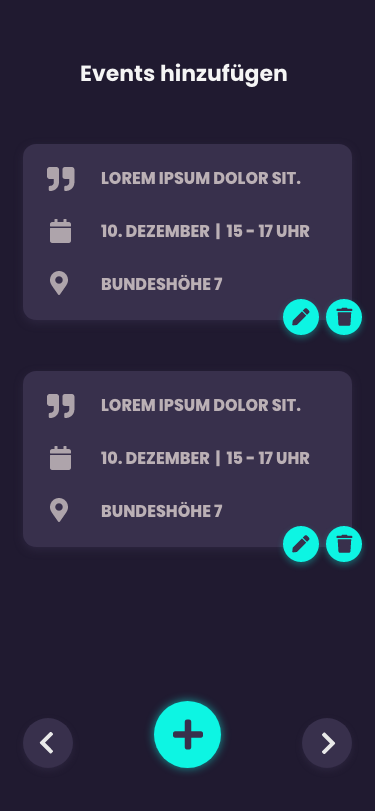 Events hinzufügen
LOREM IPSUM DOLOR SIT.
10. DEZEMBER | 15 – 17 UHR
BUNDESHÖHE 7
LOREM IPSUM DOLOR SIT.
10. DEZEMBER | 15 – 17 UHR
BUNDESHÖHE 7